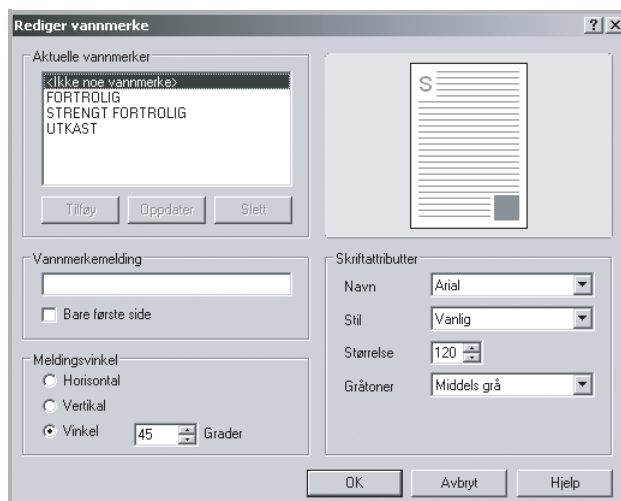 Rediger vannmerke
Aktuelle vannmerker
<Ikke noe vannmerke>
FORTROLIG
STRENGT FORTROLIG
UTKAST
Tilføy Oppdater Slett
S
Vannmerkemelding
Bare første side
Meldingsvinkel
Horisontal
Vertikal
Vinkel 45 Grader
Skriftattributter
Navn Arial
Stil Vanlig
Størrelse 120
Gråtoner Middels grå
OK Avbryt Hjelp